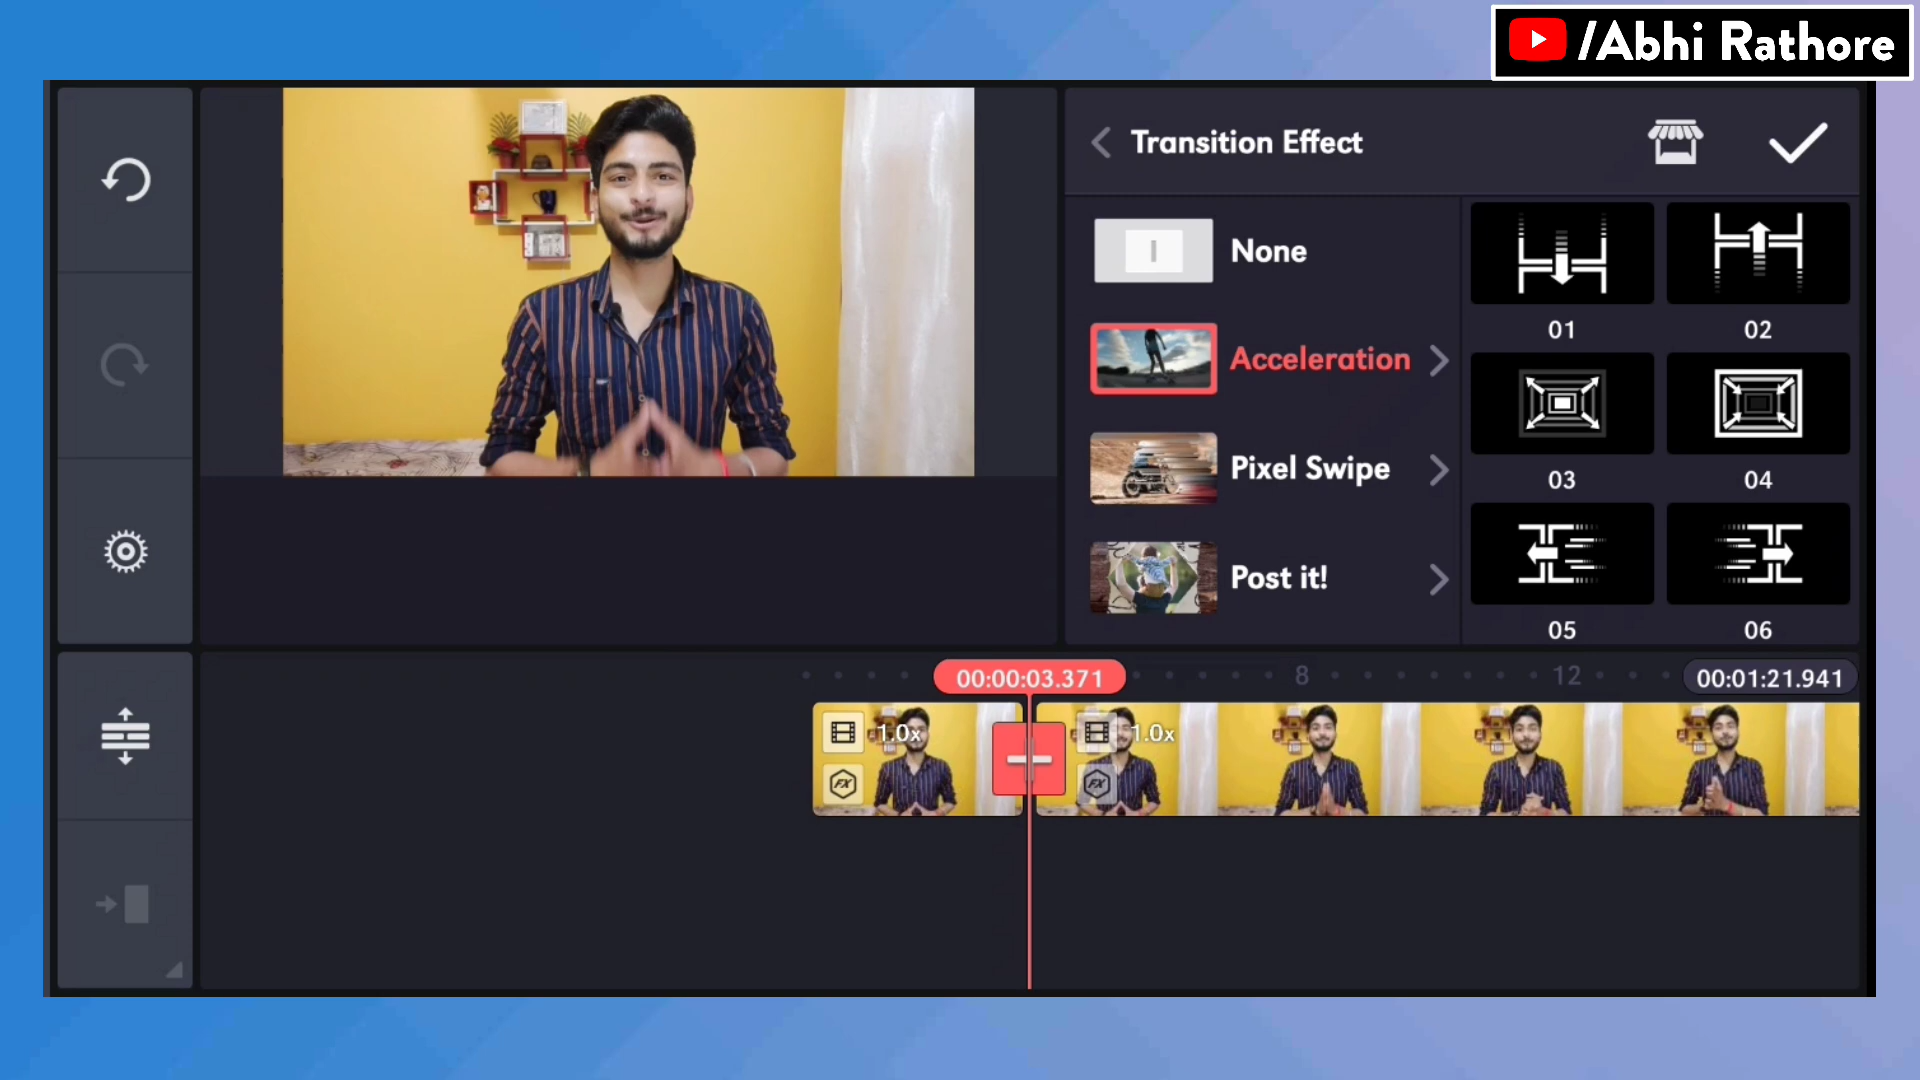 /Abhi Rathore
Transition Effect
None
Acceleration
Pixel Swipe
Post it!
01
02
03
04
05
06
00:00:03.371
8
12
00:01:21.941
1.0x
1.0x
FX
FX